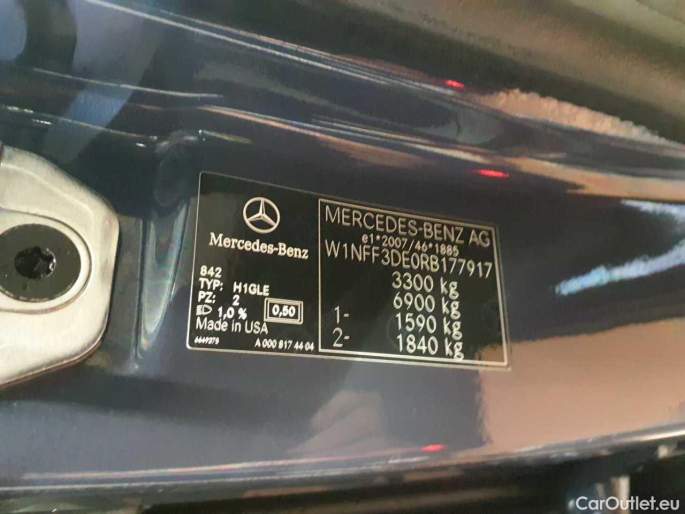 Mercedes-Benz
842
TYP: H1GLE
PZ: 2
1,0 % 0,50
Made in USA
6649375 A 000 817 44 04
MERCEDES-BENZ AG
e1*2007/46*1885
W1NFF3DE0RB177917
3300 kg
6900 kg
1- 1590 kg
2- 1840 kg
CarOutlet.eu